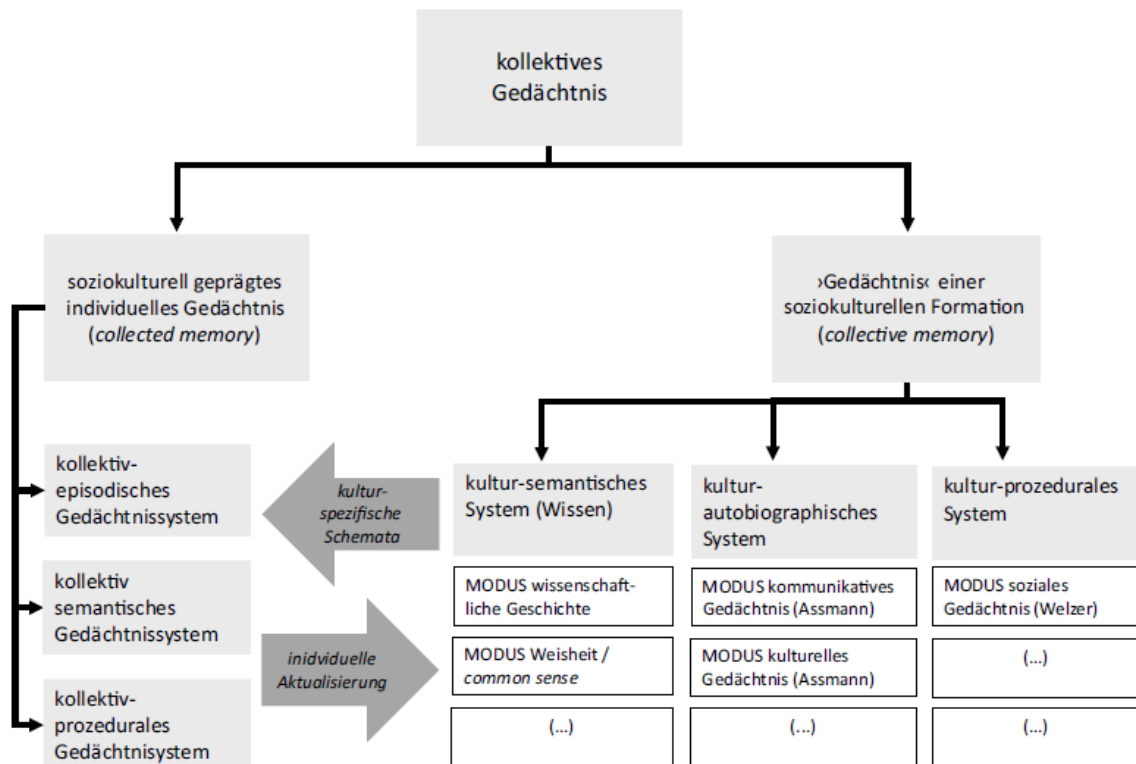 kollektives
Gedächtnis
soziokulturell geprägtes
individuelles Gedächtnis
(collected memory)
›Gedächtnis‹ einer
soziokulturellen Formation
(collective memory)
kollektiv-
episodisches
Gedächtnissystem
kollektiv
semantisches
Gedächtnissystem
kollektiv-
prozedurales
Gedächtnisystem
kultur-
spezifische
Schemata
inidviduelle
Aktualisierung
kultur-semantisches
System (Wissen)
MODUS wissenschaft-
liche Geschichte
MODUS Weisheit /
common sense
(...)
kultur-
autobiographisches
System
MODUS kommunikatives
Gedächtnis (Assmann)
MODUS kulturelles
Gedächtnis (Assmann)
(...)
kultur-prozedurales
System
MODUS soziales
Gedächtnis (Welzer)
(...)
(...)